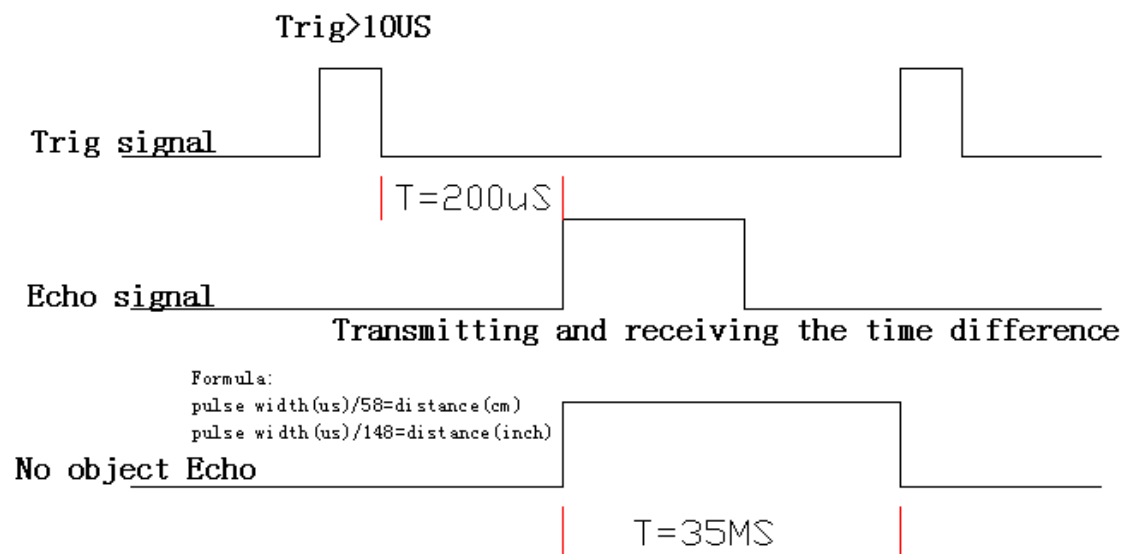 Trig>10US
Trig signal
T=200uS
Echo signal
Transmitting and receiving the time difference
Formula:
pulse width(us)/58=distance(cm)
pulse width(us)/148=distance(inch)
No object Echo
T=35MS